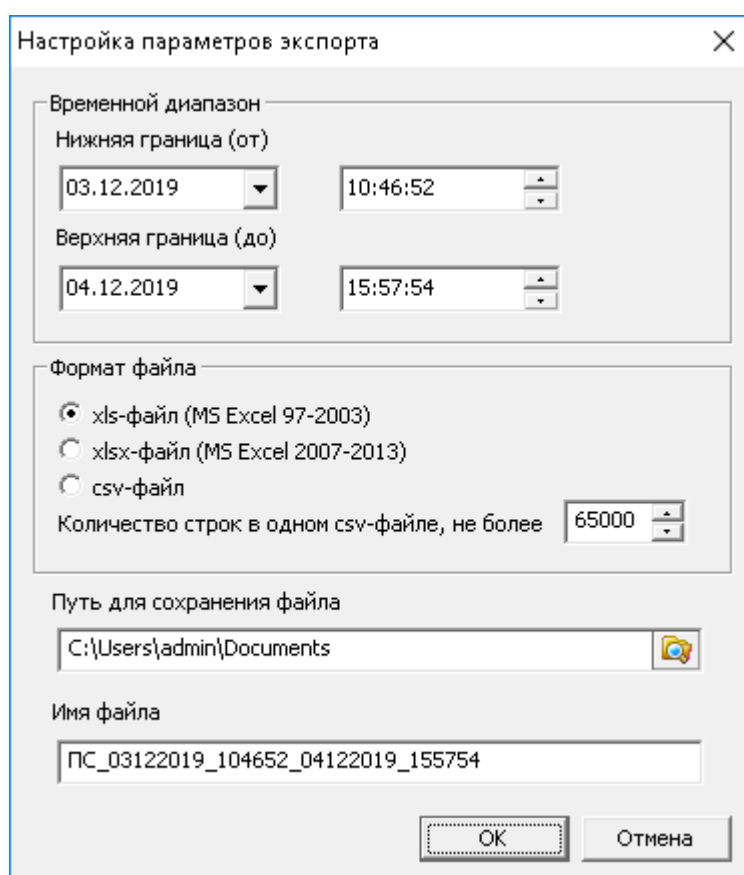 Настройка параметров экспорта
Временной диапазон
Нижняя граница (от)
03.12.2019 10:46:52
Верхняя граница (до)
04.12.2019 15:57:54
Формат файла
xls-файл (MS Excel 97-2003)
xlsx-файл (MS Excel 2007-2013)
csv-файл
Количество строк в одном csv-файле, не более 65000
Путь для сохранения файла
C:\Users\admin\Documents
Имя файла
ПС_03122019_104652_04122019_155754
OK Отмена